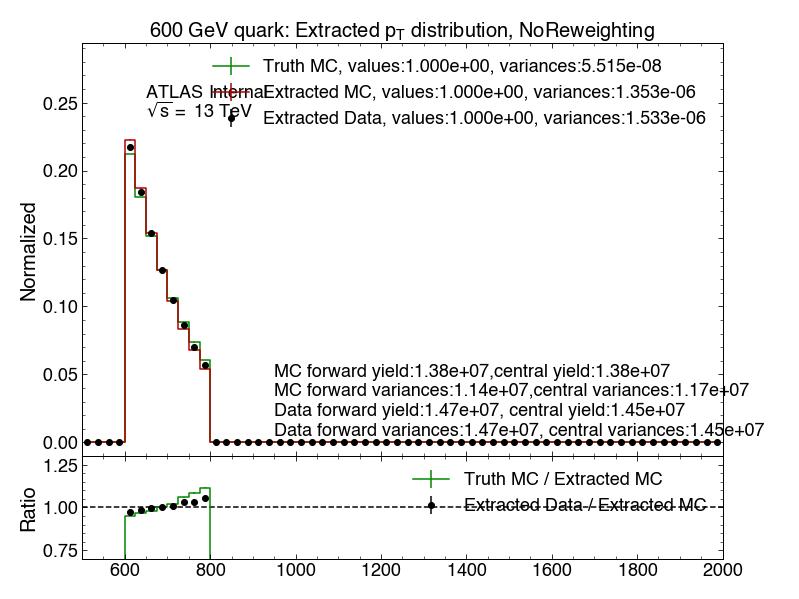 600 GeV quark: Extracted pT distribution, NoReweighting
Truth MC, values:1.000e+00, variances:5.515e-08
ATLAS Internal
Extracted MC, values:1.000e+00, variances:1.353e-06
√s = 13 TeV
Extracted Data, values:1.000e+00, variances:1.533e-06
Normalized
0.25
0.20
0.15
0.10
0.05
0.00
MC forward yield:1.38e+07,central yield:1.38e+07
MC forward variances:1.14e+07,central variances:1.17e+07
Data forward yield:1.47e+07, central yield:1.45e+07
Data forward variances:1.47e+07, central variances:1.45e+07
Ratio
1.25
1.00
0.75
Truth MC / Extracted MC
Extracted Data / Extracted MC
600 800 1000 1200 1400 1600 1800 2000